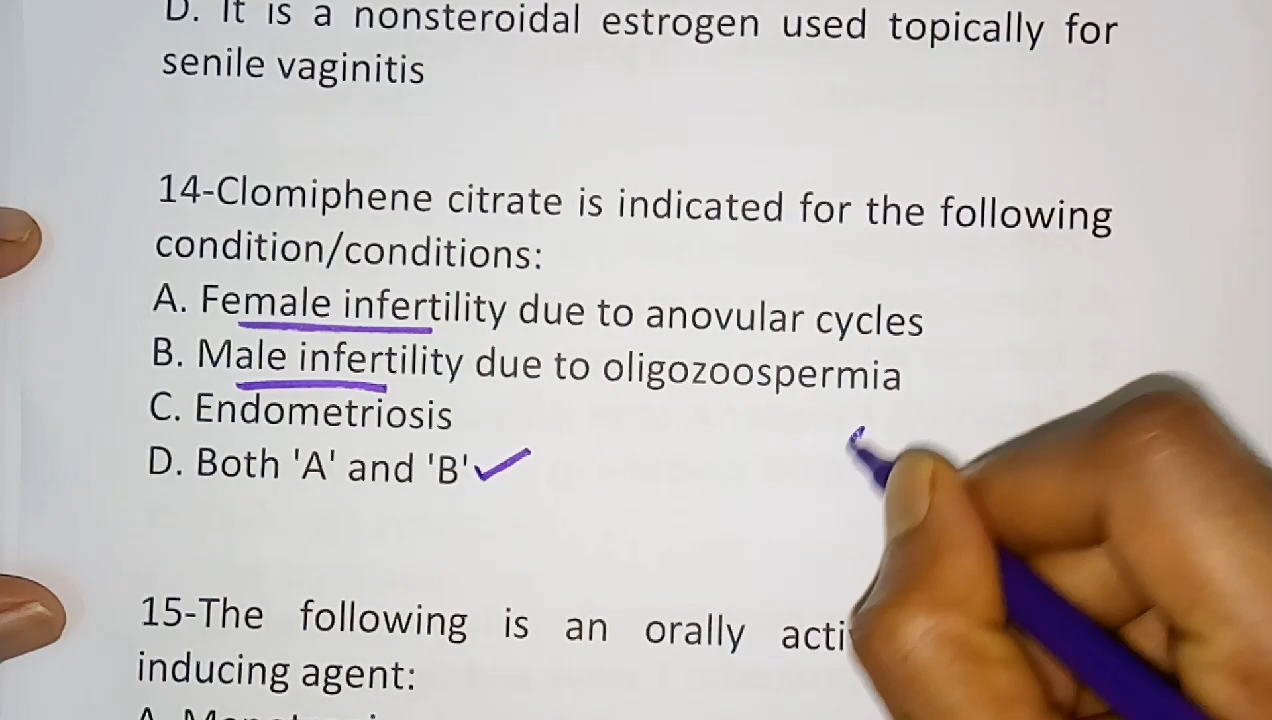 D. It is a nonsteroidal estrogen used topically for
senile vaginitis
14-Clomiphene citrate is indicated for the following
condition/conditions:
A. Female infertility due to anovular cycles
B. Male infertility due to oligozoospermia
C. Endometriosis
D. Both 'A' and 'B'
15-The following is an orally
inducing agent: